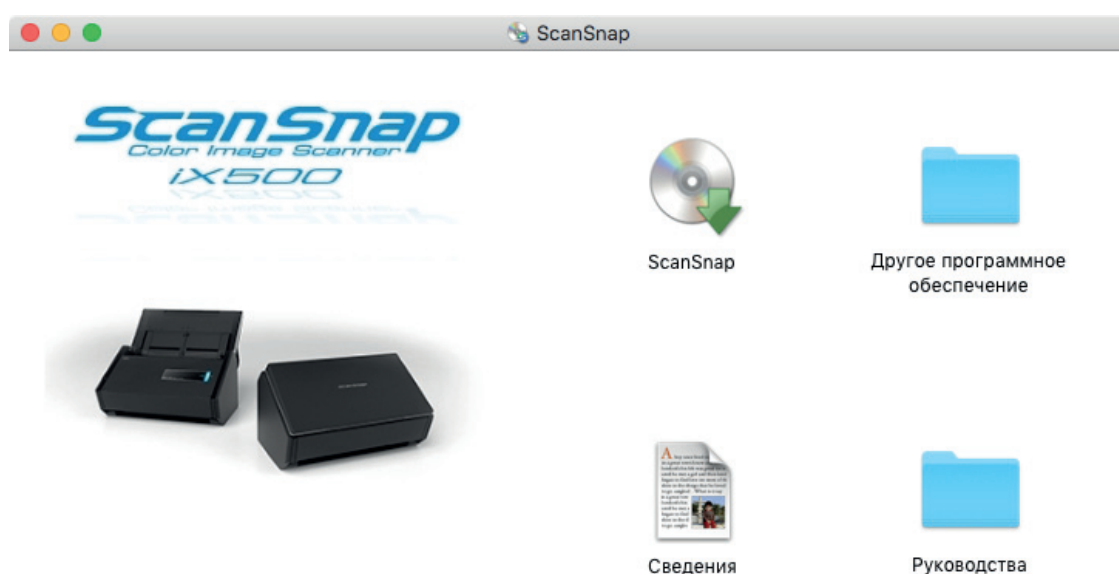 ScanSnap
ScanSnap
Color Image Scanner
iX500
ScanSnap
Другое программное
обеспечение
Сведения
Руководства